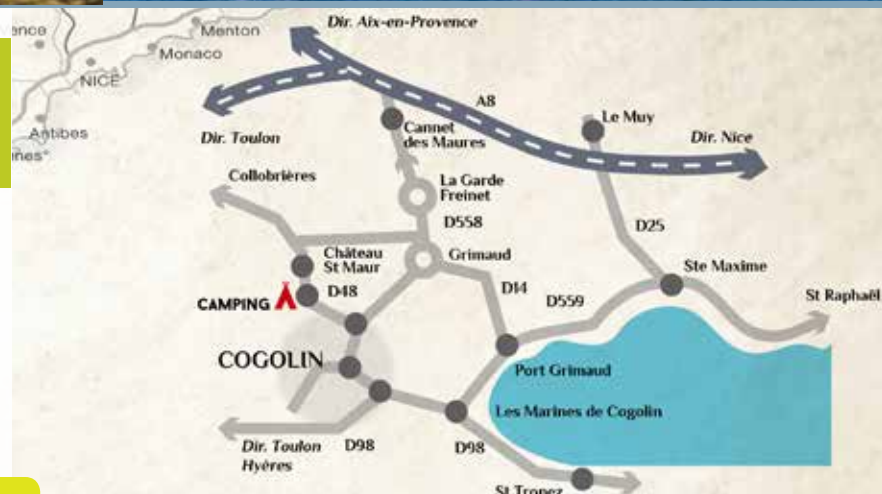 Dir. Aix-en-Provence
Menton
Monaco
NICE
Antibes
A8
Le Muy
Cannet
des Maures
Dir. Toulon
Dir. Nice
Collobrières
La Garde
Freinet
D558
D25
Château
St Maur
Grimaud
Ste Maxime
D48
D14
D559
St Raphaël
CAMPING
COGOLIN
Port Grimaud
Les Marines de Cogolin
Dir. Toulon
Hyères
D98
D98
St Tropez